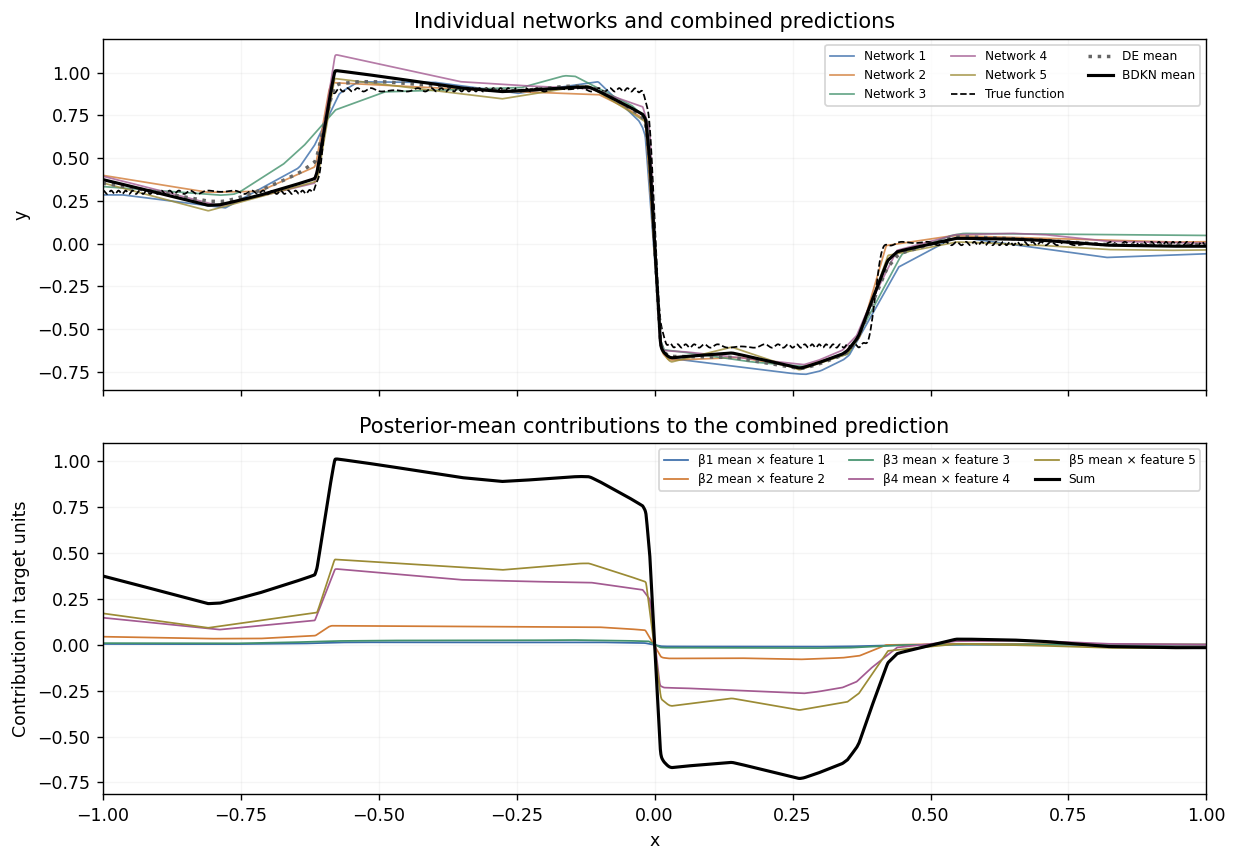 Individual networks and combined predictions
Network 1
Network 2
Network 3
Network 4
Network 5
True function
DE mean
BDKN mean
y
1.00
0.75
0.50
0.25
0.00
−0.25
−0.50
−0.75
Posterior-mean contributions to the combined prediction
β1 mean × feature 1
β2 mean × feature 2
β3 mean × feature 3
β4 mean × feature 4
β5 mean × feature 5
Sum
Contribution in target units
1.00
0.75
0.50
0.25
0.00
−0.25
−0.50
−0.75
−1.00 −0.75 −0.50 −0.25 0.00 0.25 0.50 0.75 1.00
x